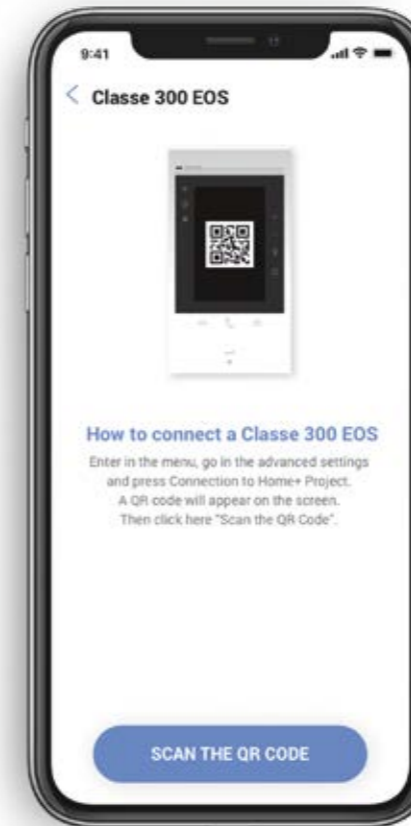 9:41
Classe 300 EOS
How to connect a Classe 300 EOS
Enter in the menu, go in the advanced settings
and press Connection to Home+ Project.
A QR code will appear on the screen.
Then click here "Scan the QR Code".
SCAN THE QR CODE